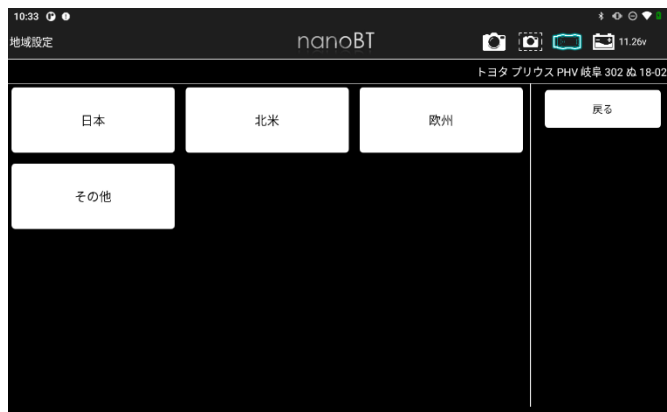 10:33
地域設定
nanoBT
11.26v
トヨタ プリウス PHV 岐阜 302 ぬ 18-02
日本
北米
欧州
戻る
その他